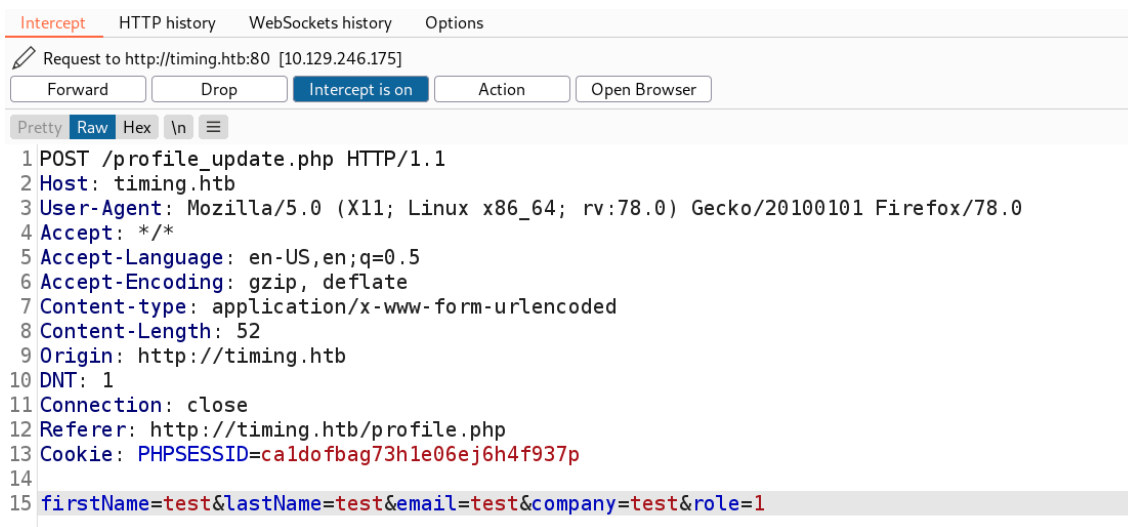 Intercept HTTP history WebSockets history Options
Request to http://timing.htb:80 [10.129.246.175]
Forward Drop Intercept is on Action Open Browser
Pretty Raw Hex \n ≡
1 POST /profile_update.php HTTP/1.1
2 Host: timing.htb
3 User-Agent: Mozilla/5.0 (X11; Linux x86_64; rv:78.0) Gecko/20100101 Firefox/78.0
4 Accept: */*
5 Accept-Language: en-US,en;q=0.5
6 Accept-Encoding: gzip, deflate
7 Content-type: application/x-www-form-urlencoded
8 Content-Length: 52
9 Origin: http://timing.htb
10 DNT: 1
11 Connection: close
12 Referer: http://timing.htb/profile.php
13 Cookie: PHPSESSID=ca1dofbag73h1e06ej6h4f937p
14
15 firstName=test&lastName=test&email=test&company=test&role=1